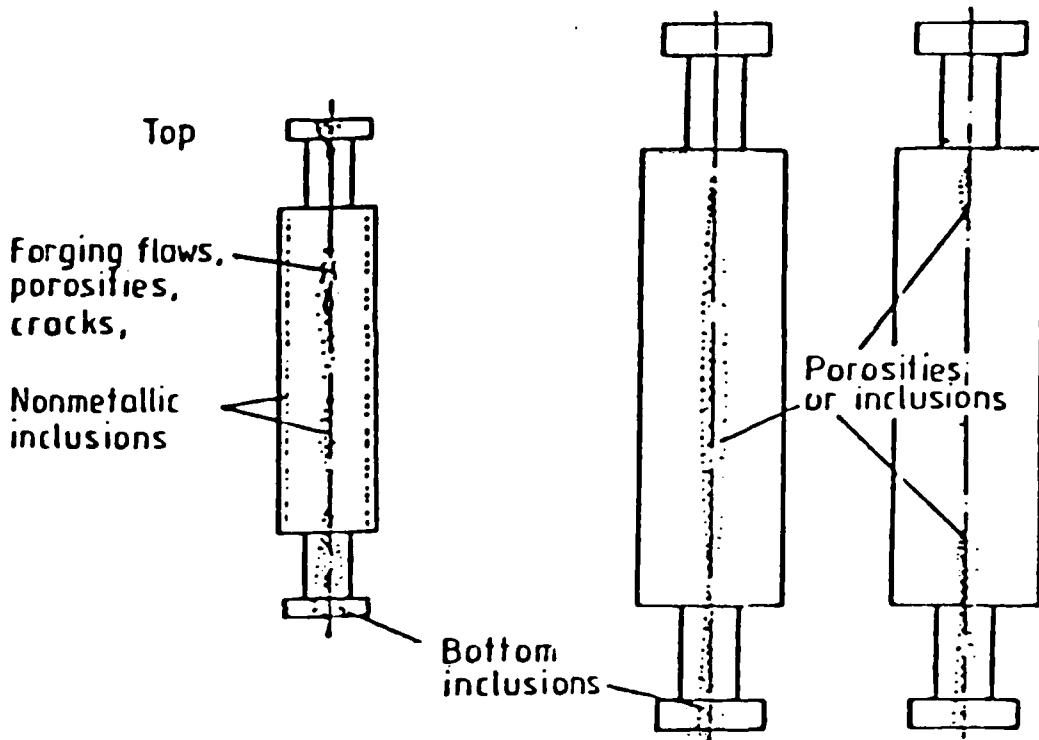 Top
Forging flaws,
porosities,
cracks,
Nonmetallic
inclusions
Porosities
or inclusions
Bottom
inclusions